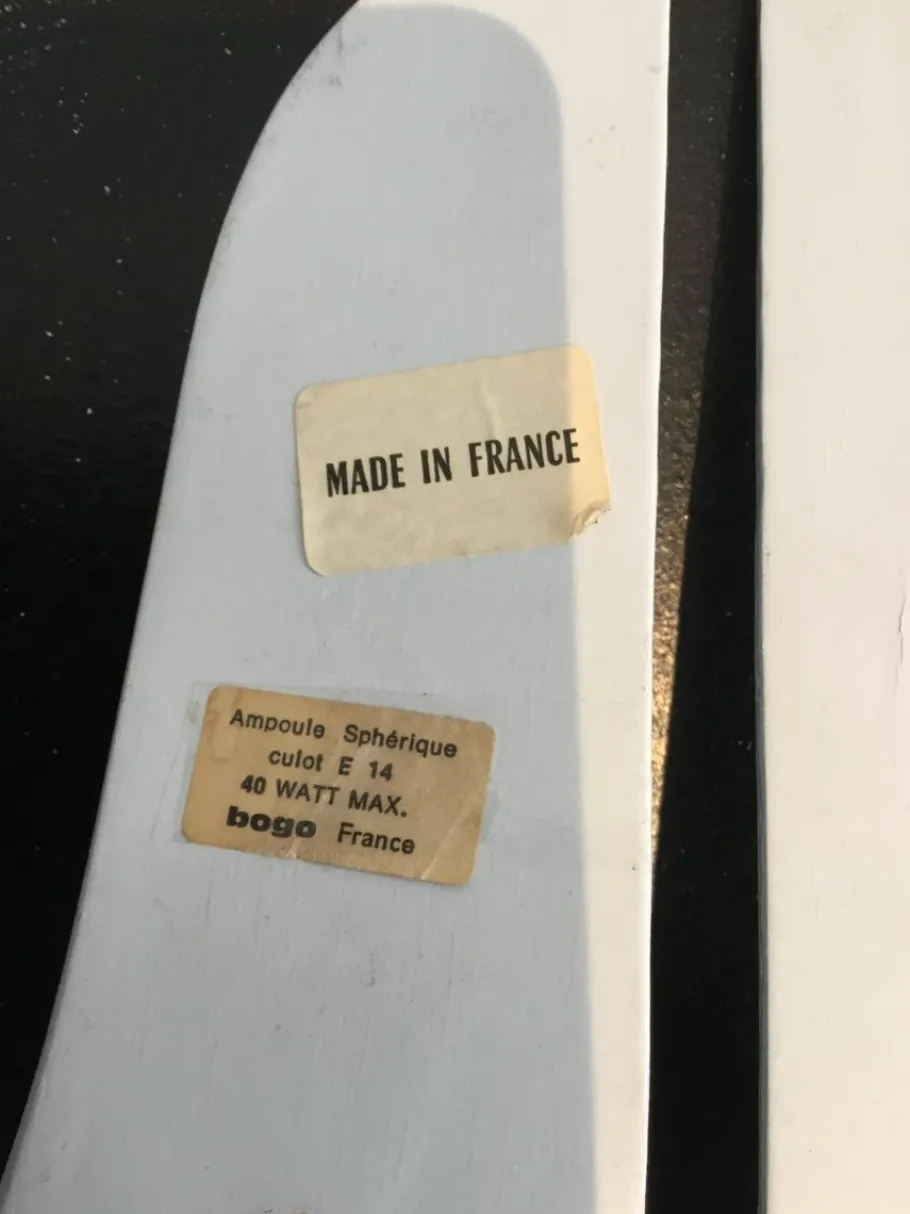 MADE IN FRANCE
Ampoule Sphérique
culot E 14
40 WATT MAX.
bogo France